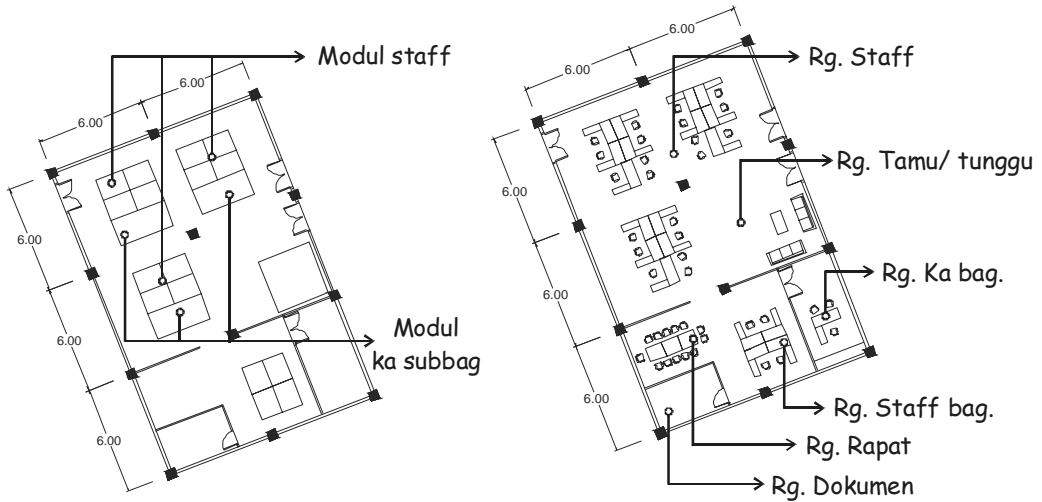 Modul staff
6.00
6.00
6.00
6.00
6.00
Modul
ka subbag
Rg. Staff
6.00
6.00
Rg. Tamu/ tunggu
6.00
6.00
6.00
Rg. Ka bag.
Rg. Staff bag.
Rg. Rapat
Rg. Dokumen